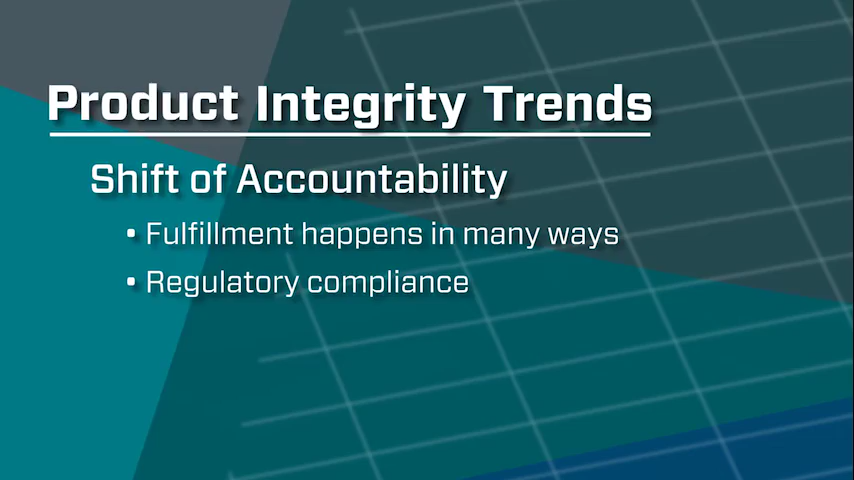 Product Integrity Trends
Shift of Accountability
• Fulfillment happens in many ways
• Regulatory compliance